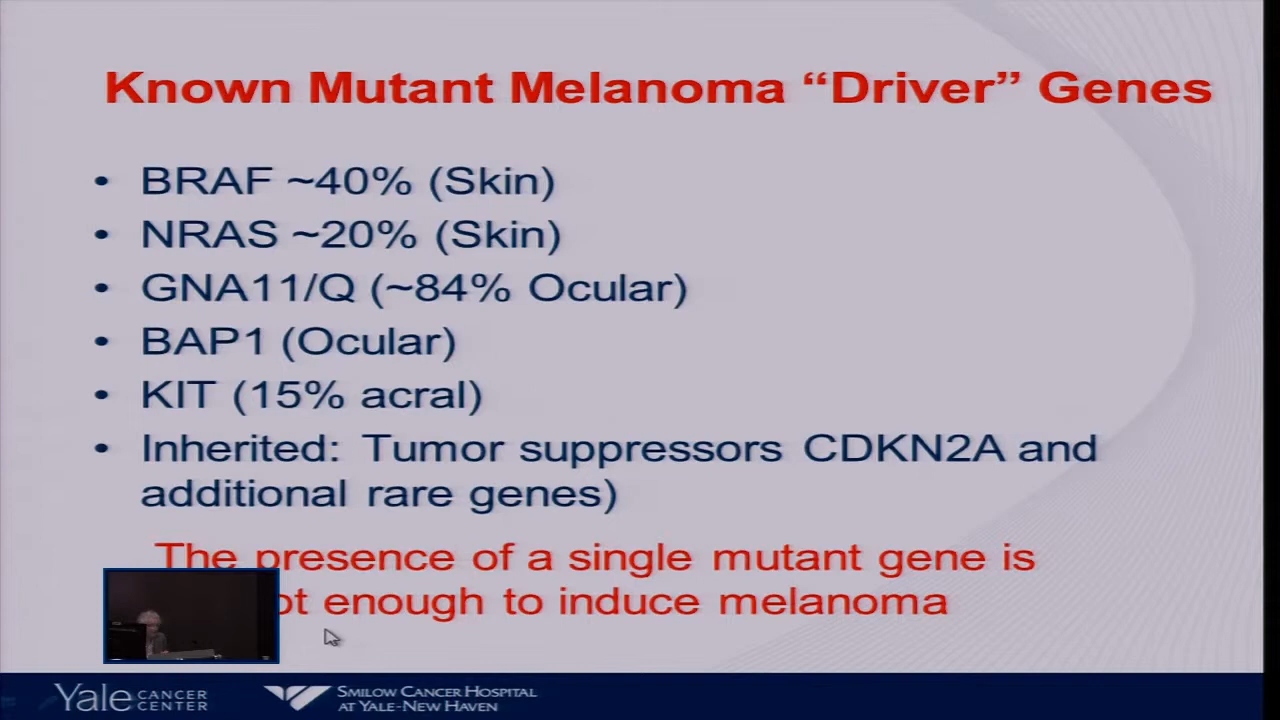 Known Mutant Melanoma “Driver” Genes
• BRAF ~40% (Skin)
• NRAS ~20% (Skin)
• GNA11/Q (~84% Ocular)
• BAP1 (Ocular)
• KIT (15% acral)
• Inherited: Tumor suppressors CDKN2A and
additional rare genes)
The presence of a single mutant gene is
enough to induce melanoma
Yale CANCER CENTER
SMILOW CANCER HOSPITAL
AT YALE-NEW HAVEN